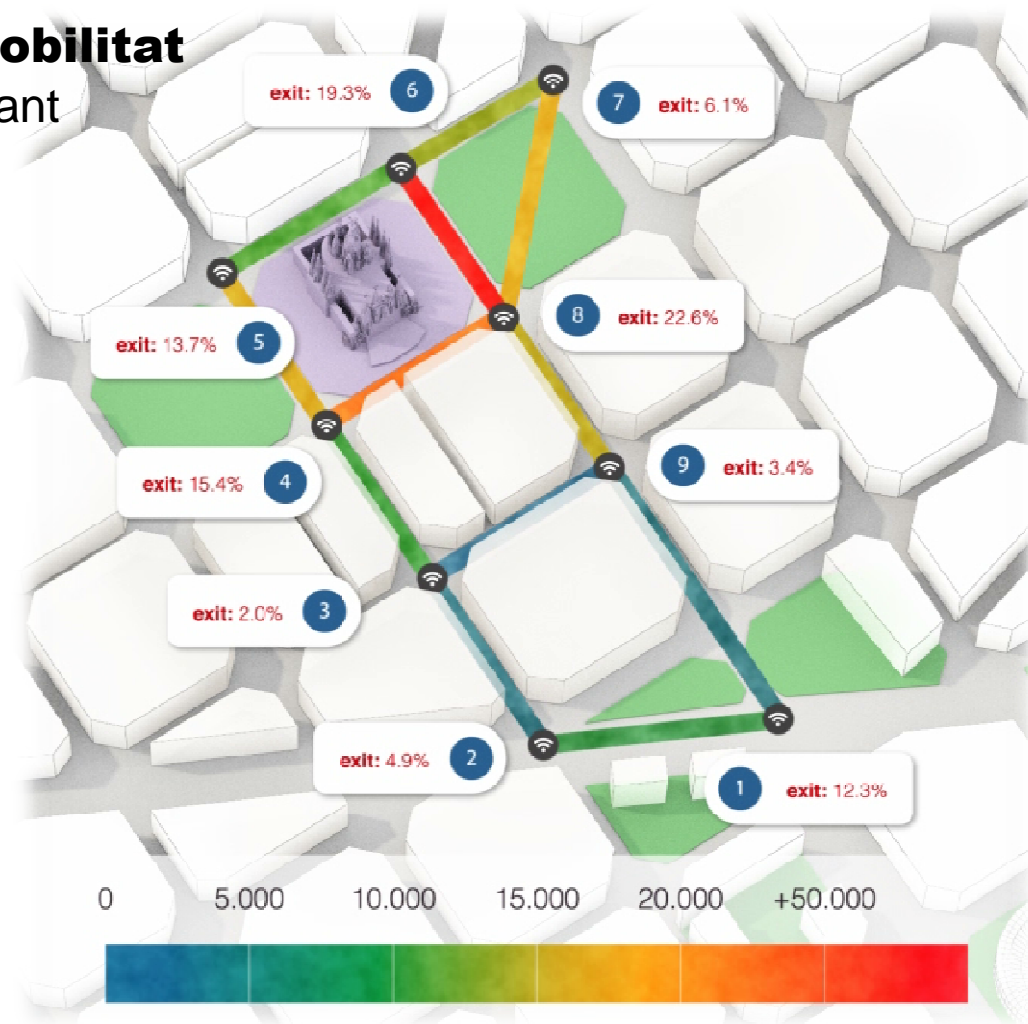 obilitat
ant
exit: 19.3% 6
7 exit: 6.1%
8 exit: 22.6%
exit: 13.7% 5
9 exit: 3.4%
exit: 15.4% 4
exit: 2.0% 3
exit: 4.9% 2
1 exit: 12.3%
0 5.000 10.000 15.000 20.000 +50.000